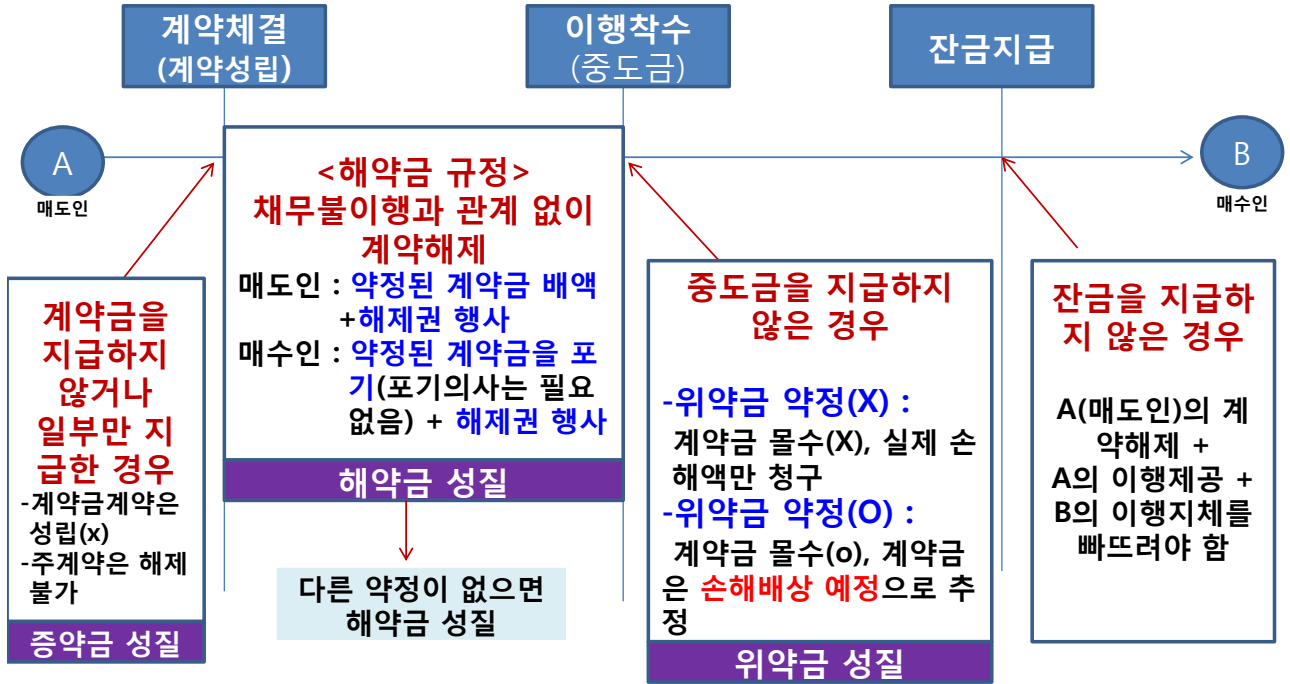 계약체결
(계약성립)
이행착수
(중도금)
잔금지급
A
매도인
B
매수인
<해약금 규정>
채무불이행과 관계 없이
계약해제
매도인 : 약정된 계약금 배액
+해제권 행사
매수인 : 약정된 계약금을 포
기(포기의사는 필요
없음) + 해제권 행사
해약금 성질
다른 약정이 없으면
해약금 성질
계약금을
지급하지
않거나
일부만 지
급한 경우
-계약금계약은
성립(x)
-주계약은 해제
불가
증약금 성질
중도금을 지급하지
않은 경우
-위약금 약정(X) :
계약금 몰수(X), 실제 손
해액만 청구
-위약금 약정(O) :
계약금 몰수(o), 계약금
은 손해배상 예정으로 추
정
위약금 성질
잔금을 지급하
지 않은 경우
A(매도인)의 계
약해제 +
A의 이행제공 +
B의 이행지체를
빠뜨려야 함